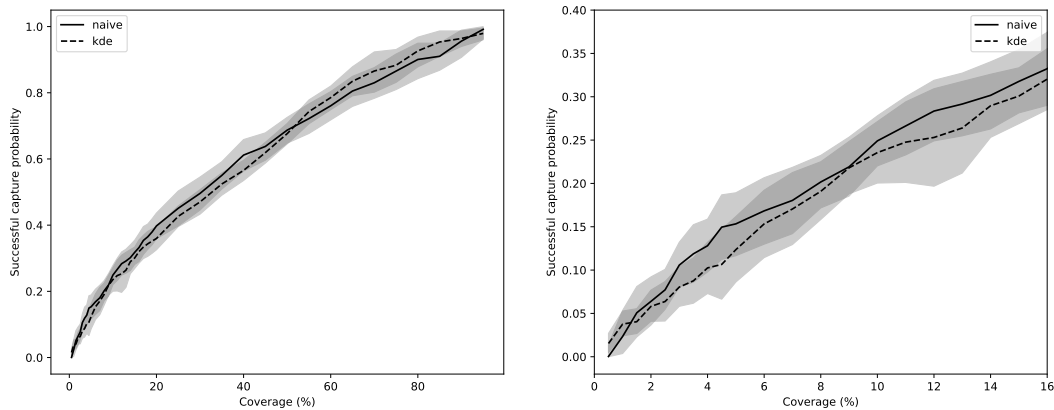 naive
kde
Successful capture probability
1.0
0.8
0.6
0.4
0.2
0.0
0 20 40 60 80
Coverage (%)
naive
kde
Successful capture probability
0.40
0.35
0.30
0.25
0.20
0.15
0.10
0.05
0.00
0 2 4 6 8 10 12 14 16
Coverage (%)